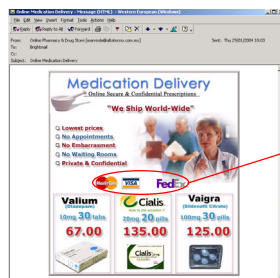 Online Medication Delivery - Message (HTML) - Western European (Windows)
File Edit View Insert Format Tools Actions Help
Reply Reply to All Forward
From: Online Pharmacy & Drug Store
Sent: Thu 29/01/2004 16:03
To: Brightmail
Cc:
Subject: Online Medication Delivery
Medication Delivery
Online Secure & Confidential Prescriptions
"We Ship World-Wide"
Lowest prices
No Appointments
No Embarrasment
No Waiting Rooms
Private & Confidential
MasterCard VISA FedEx
Valium
(Diazepam)
10mg 30 tabs
67.00
Cialis
20mg 20 pills
135.00
Cialis
Vaigra
(Sildenafil Citrate)
100mg 30 pills
125.00